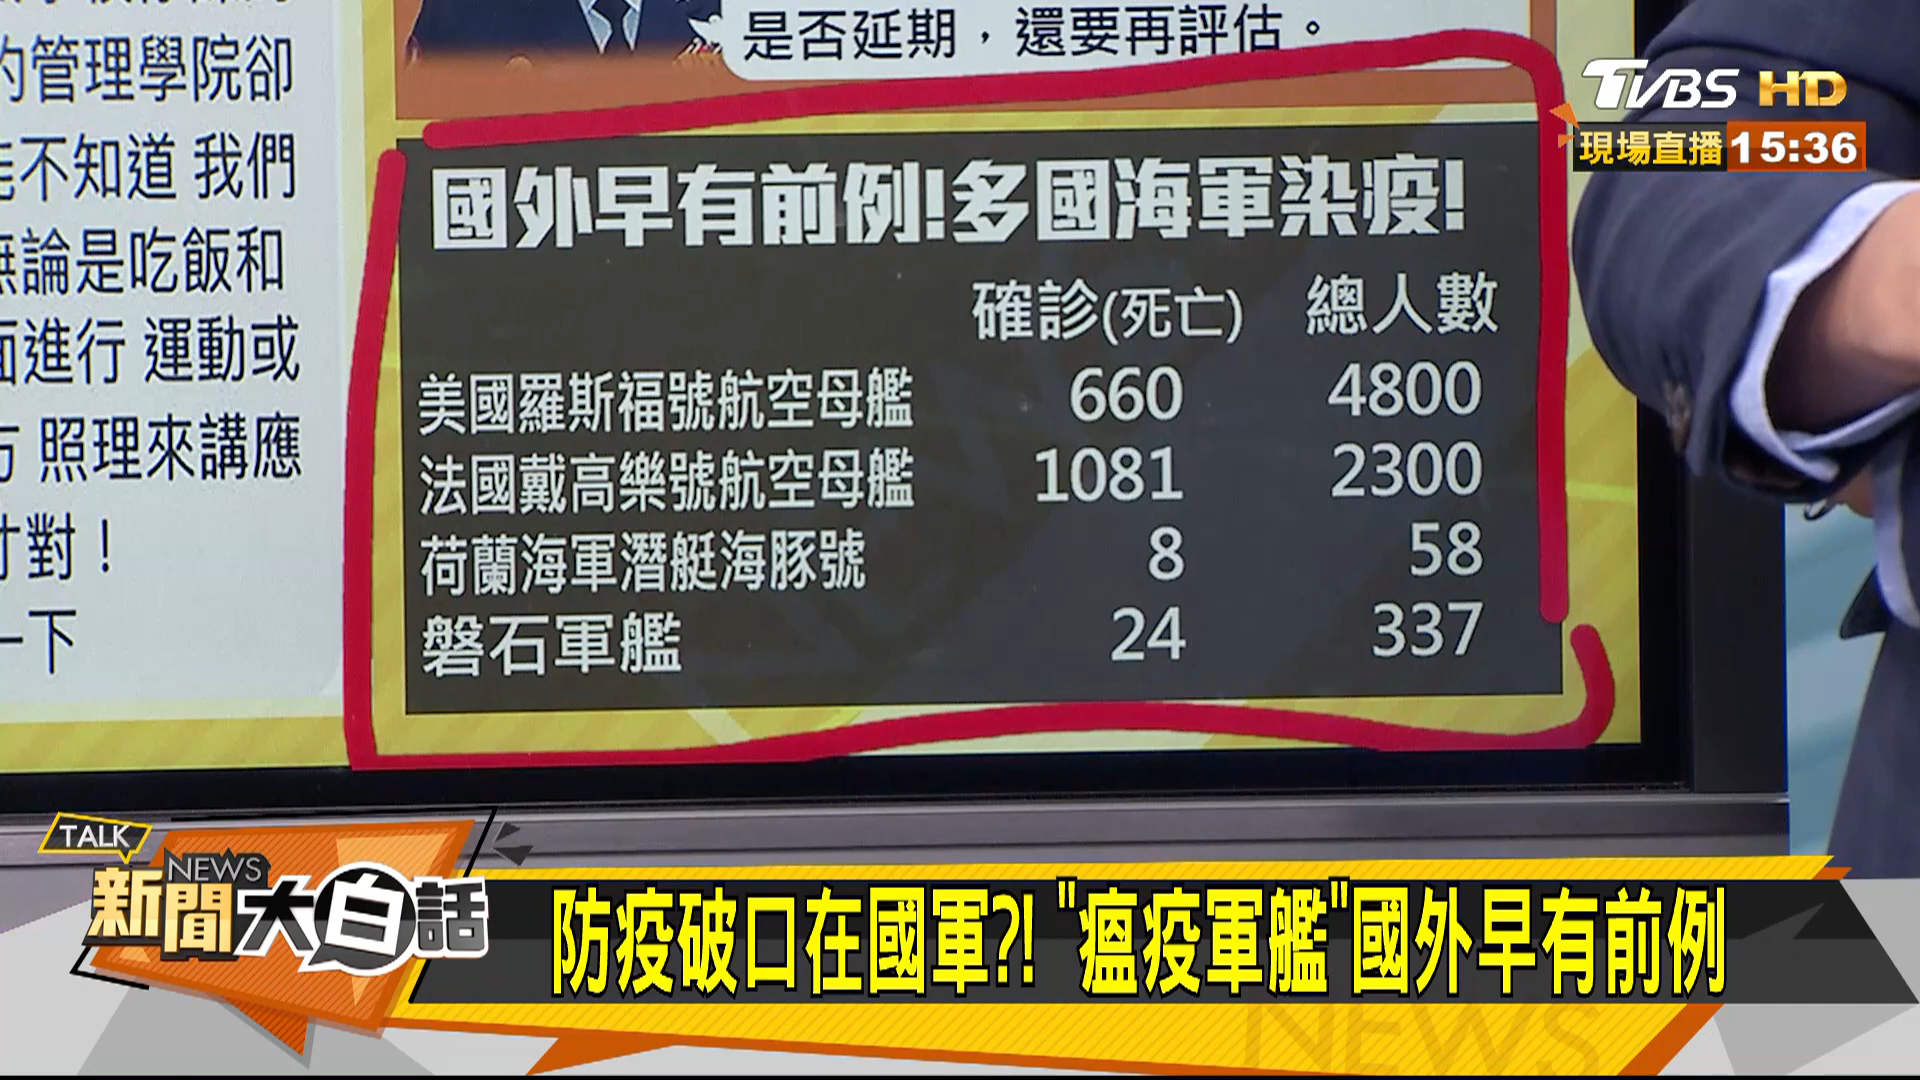 是否延期，還要再評估。
的管理學院卻
不知道 我們
無論是吃飯和
面進行 運動或
方 照理來講應
才對！
一下
TVBS HD
現場直播 15:36
國外早有前例!多國海軍染疫!
確診(死亡) 總人數
美國羅斯福號航空母艦 660 4800
法國戴高樂號航空母艦 1081 2300
荷蘭海軍潛艇海豚號 8 58
磐石軍艦 24 337
TALK
NEWS
新聞大白話
防疫破口在國軍?! "瘟疫軍艦"國外早有前例
NEWS